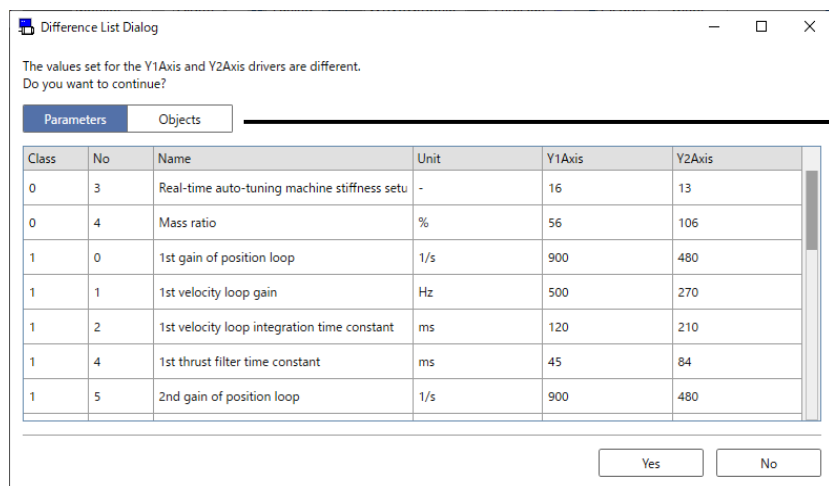 Difference List Dialog
The values set for the Y1Axis and Y2Axis drivers are different.
Do you want to continue?
Parameters Objects
Class No Name Unit Y1Axis Y2Axis
0 3 Real-time auto-tuning machine stiffness setu - 16 13
0 4 Mass ratio % 56 106
1 0 1st gain of position loop 1/s 900 480
1 1 1st velocity loop gain Hz 500 270
1 2 1st velocity loop integration time constant ms 120 210
1 4 1st thrust filter time constant ms 45 84
1 5 2nd gain of position loop 1/s 900 480
Yes No